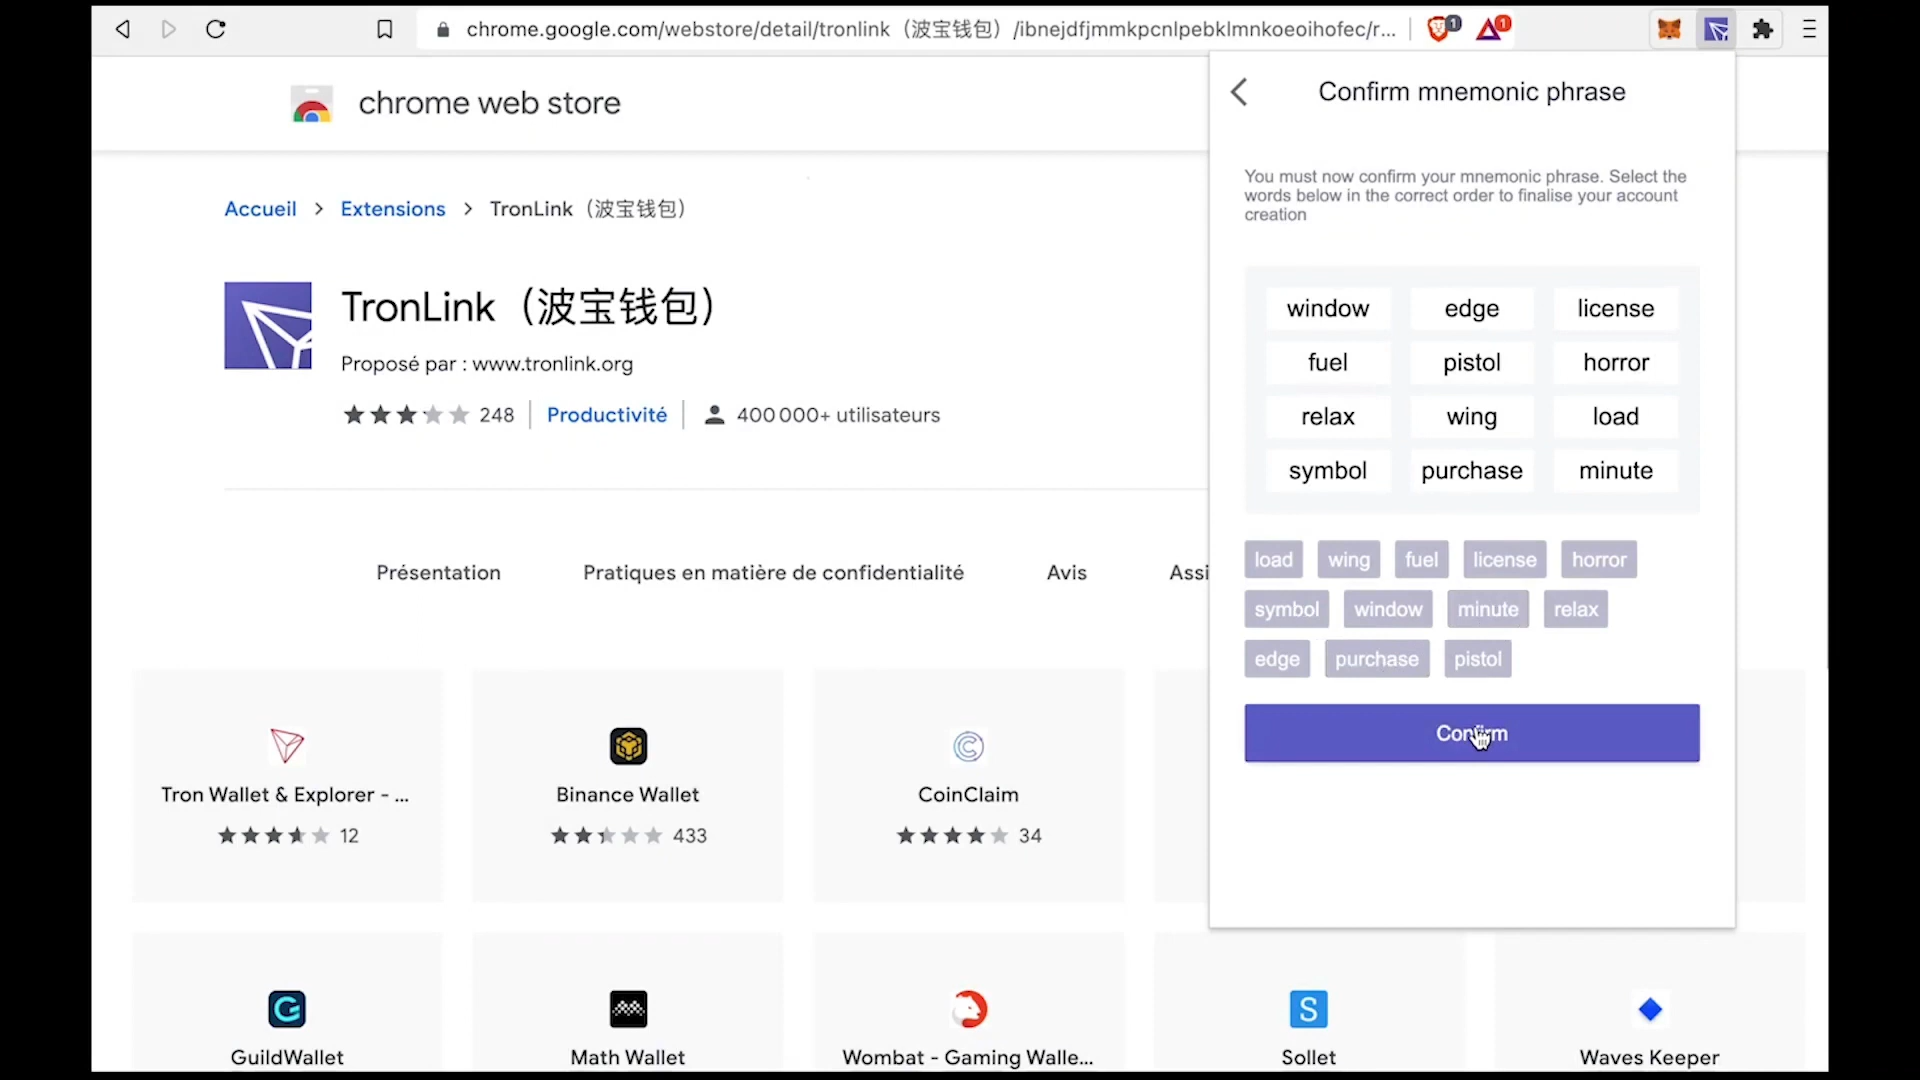 chrome.google.com/webstore/detail/tronlink（波宝钱包）/ibnejdfjmmkpcnlpebklmnkoeoihofec/r...
1
1
chrome web store
Accueil > Extensions > TronLink（波宝钱包）
TronLink（波宝钱包）
Proposé par : www.tronlink.org
248 Productivité 400 000+ utilisateurs
Présentation Pratiques en matière de confidentialité Avis Assi
Tron Wallet & Explorer - ... Binance Wallet CoinClaim
12 433 34
GuildWallet Math Wallet Wombat - Gaming Walle... Sollet Waves Keeper
Confirm mnemonic phrase
You must now confirm your mnemonic phrase. Select the
words below in the correct order to finalise your account
creation
window edge license
fuel pistol horror
relax wing load
symbol purchase minute
load wing fuel license horror
symbol window minute relax
edge purchase pistol
Confirm